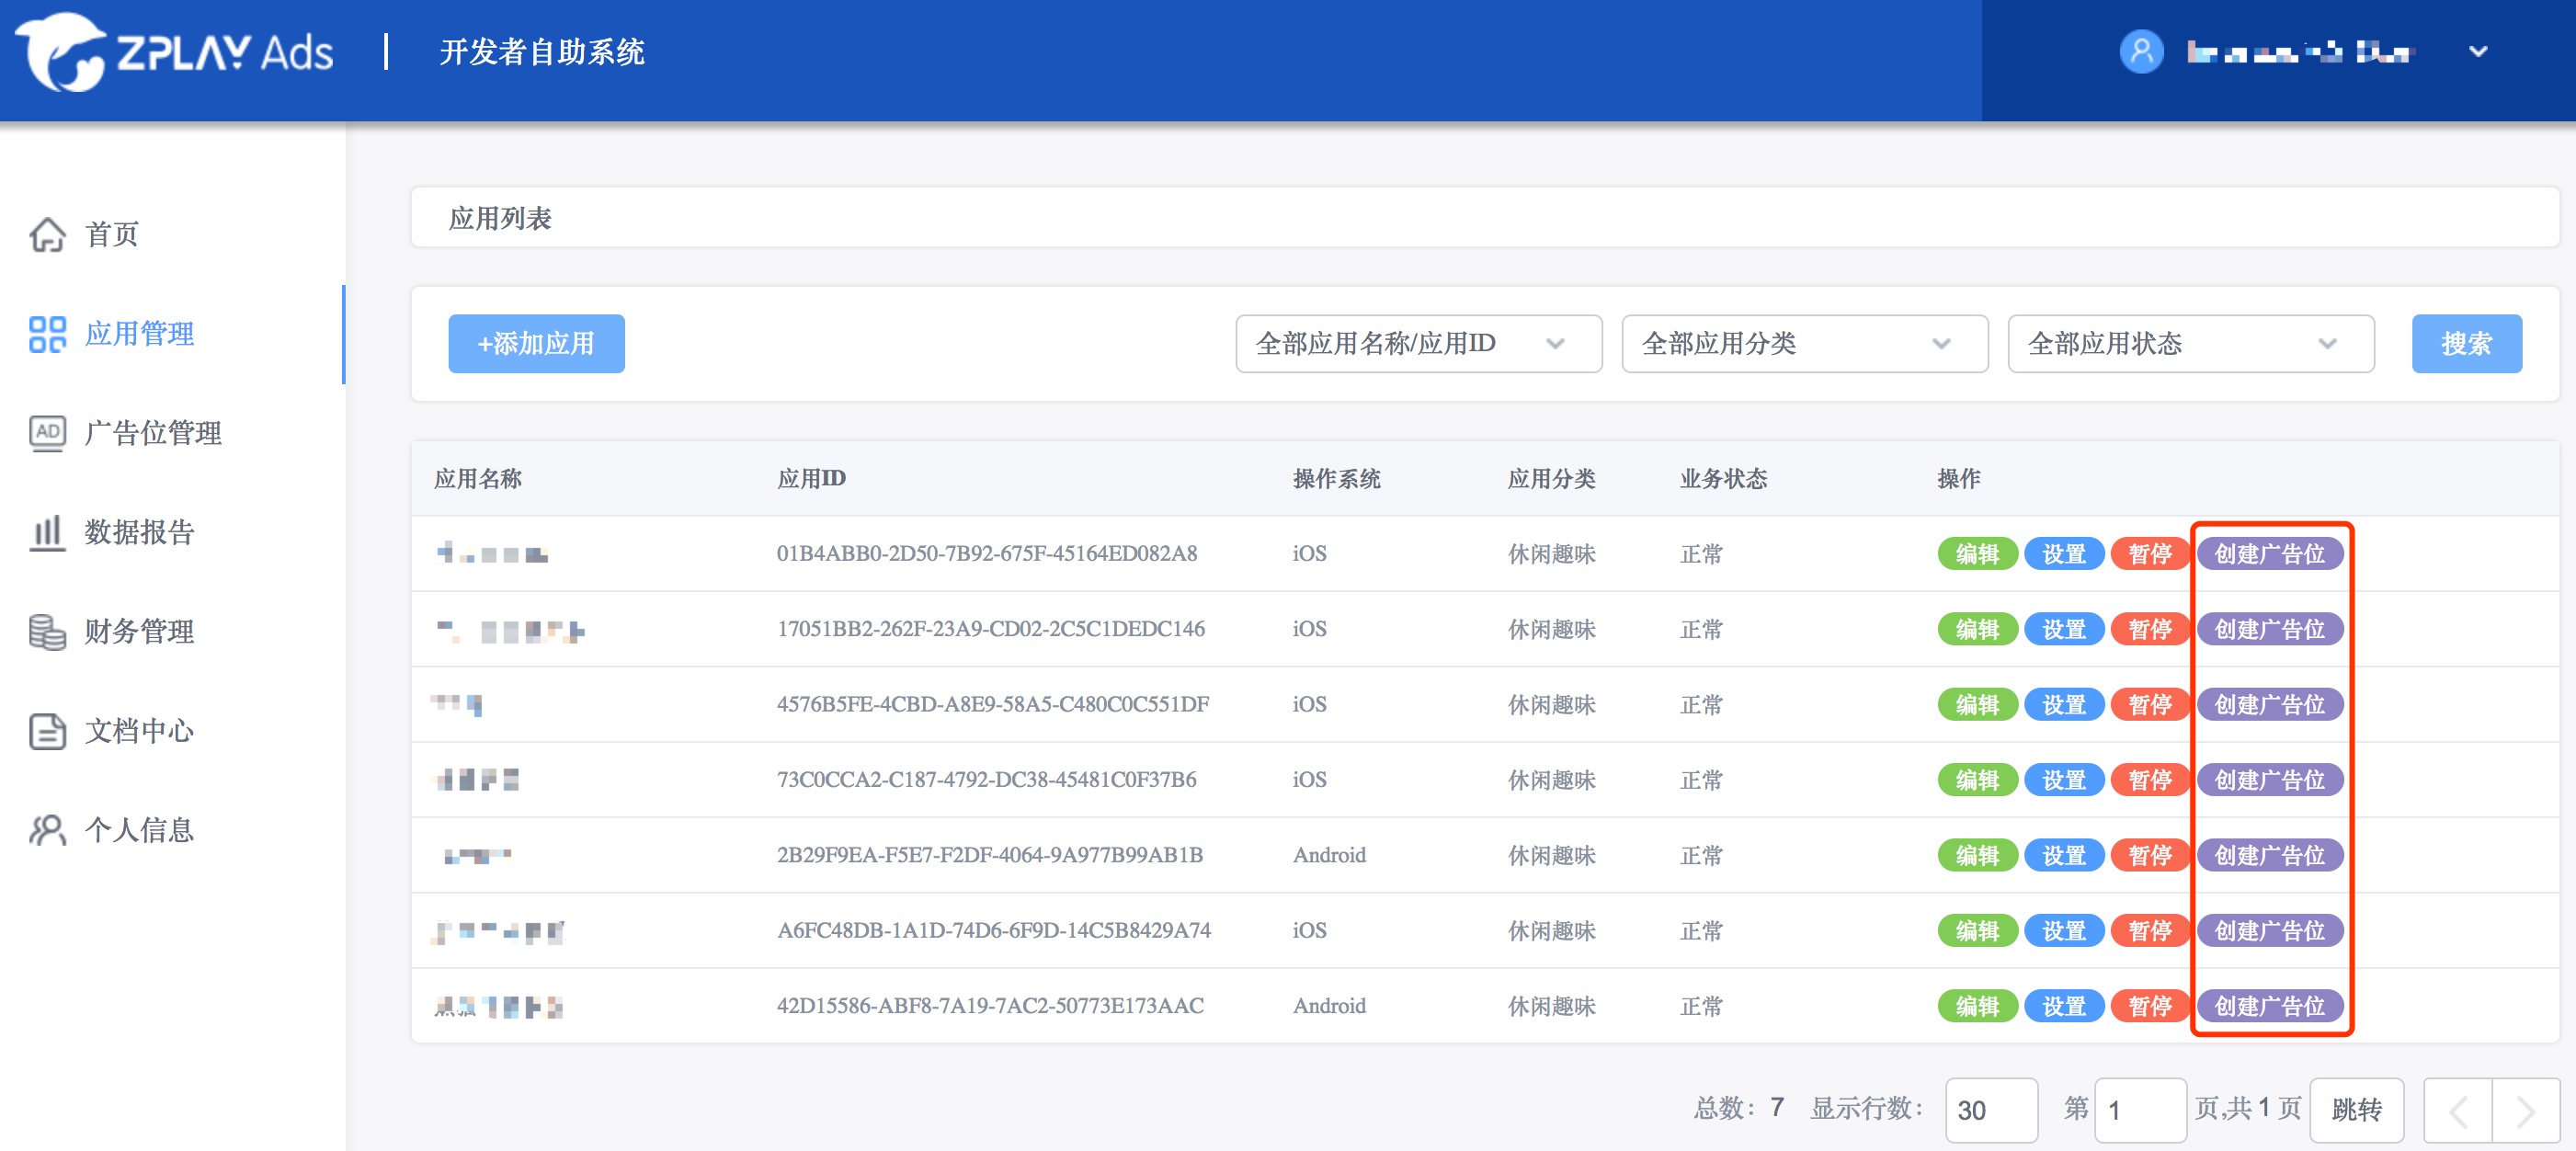 ZPLAY Ads | 开发者自助系统
首页
应用管理
AD 广告位管理
数据报告
财务管理
文档中心
个人信息
应用列表
+添加应用 全部应用名称/应用ID 全部应用分类 全部应用状态 搜索
应用名称 应用ID 操作系统 应用分类 业务状态 操作
01B4ABB0-2D50-7B92-675F-45164ED082A8 iOS 休闲趣味 正常 编辑 设置 暂停 创建广告位
17051BB2-262F-23A9-CD02-2C5C1DEDC146 iOS 休闲趣味 正常 编辑 设置 暂停 创建广告位
4576B5FE-4CBD-A8E9-58A5-C480C0C551DF iOS 休闲趣味 正常 编辑 设置 暂停 创建广告位
73C0CCA2-C187-4792-DC38-45481C0F37B6 iOS 休闲趣味 正常 编辑 设置 暂停 创建广告位
2B29F9EA-F5E7-F2DF-4064-9A977B99AB1B Android 休闲趣味 正常 编辑 设置 暂停 创建广告位
A6FC48DB-1A1D-74D6-6F9D-14C5B8429A74 iOS 休闲趣味 正常 编辑 设置 暂停 创建广告位
42D15586-ABF8-7A19-7AC2-50773E173AAC Android 休闲趣味 正常 编辑 设置 暂停 创建广告位
总数: 7 显示行数: 30 第 1 页,共 1 页 跳转